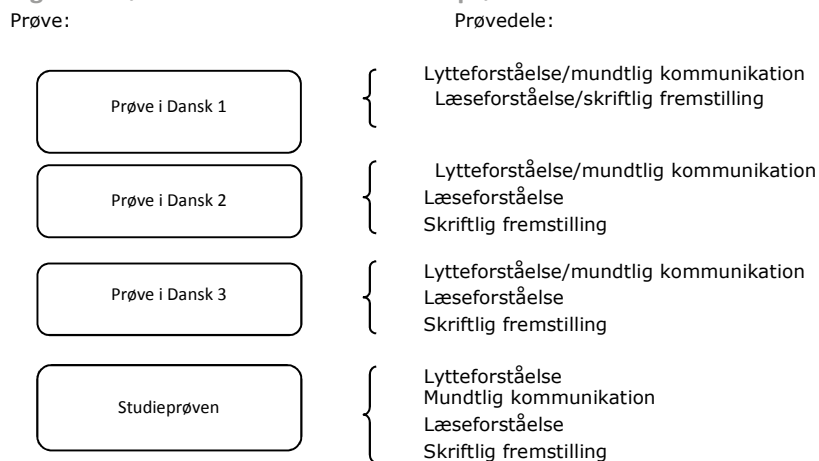 Prøve: Prøvedele:
Prøve i Dansk 1
Lytteforståelse/mundtlig kommunikation
Læseforståelse/skriftlig fremstilling
Prøve i Dansk 2
Lytteforståelse/mundtlig kommunikation
Læseforståelse
Skriftlig fremstilling
Prøve i Dansk 3
Lytteforståelse/mundtlig kommunikation
Læseforståelse
Skriftlig fremstilling
Studieprøven
Lytteforståelse
Mundtlig kommunikation
Læseforståelse
Skriftlig fremstilling